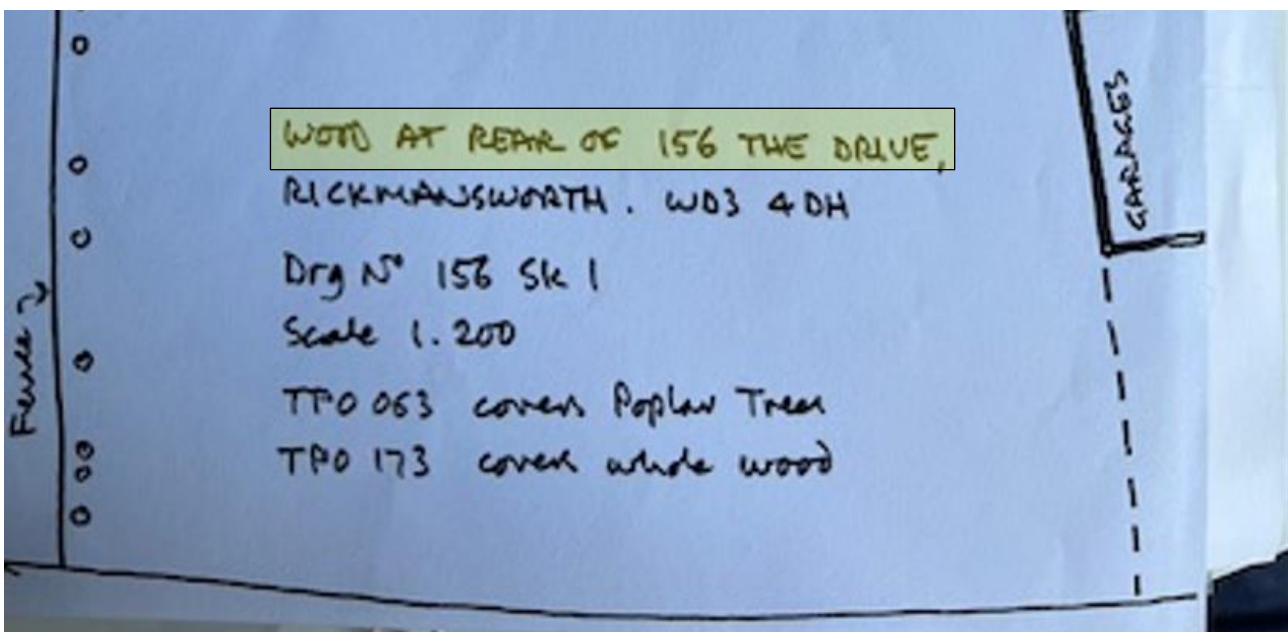 WOOD AT REAR OF 156 THE DRIVE,
RICKMANSWORTH. WD3 4DH
Drg Nº 156 Sk 1
Scale 1.200
TPO 063 covers Poplar Trees
TPO 173 covers whole wood
Fence
GARAGES